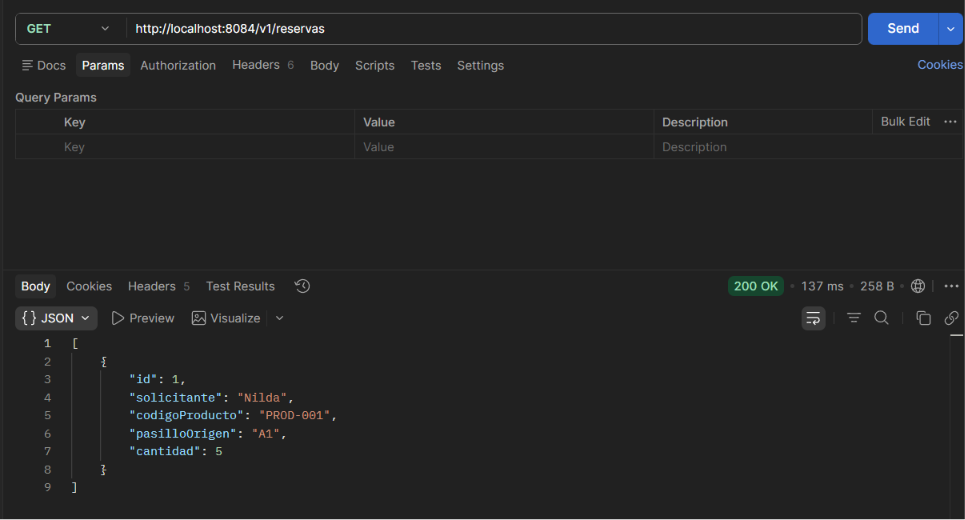 GET http://localhost:8084/v1/reservas Send
Docs Params Authorization Headers 6 Body Scripts Tests Settings Cookies
Query Params
Key Value Description Bulk Edit ...
Key Value Description
Body Cookies Headers 5 Test Results 200 OK • 137 ms • 258 B • ...
{} JSON Preview Visualize
1 [
2 {
3 "id": 1,
4 "solicitante": "Nilda",
5 "codigoProducto": "PROD-001",
6 "pasilloOrigen": "A1",
7 "cantidad": 5
8 }
9 ]